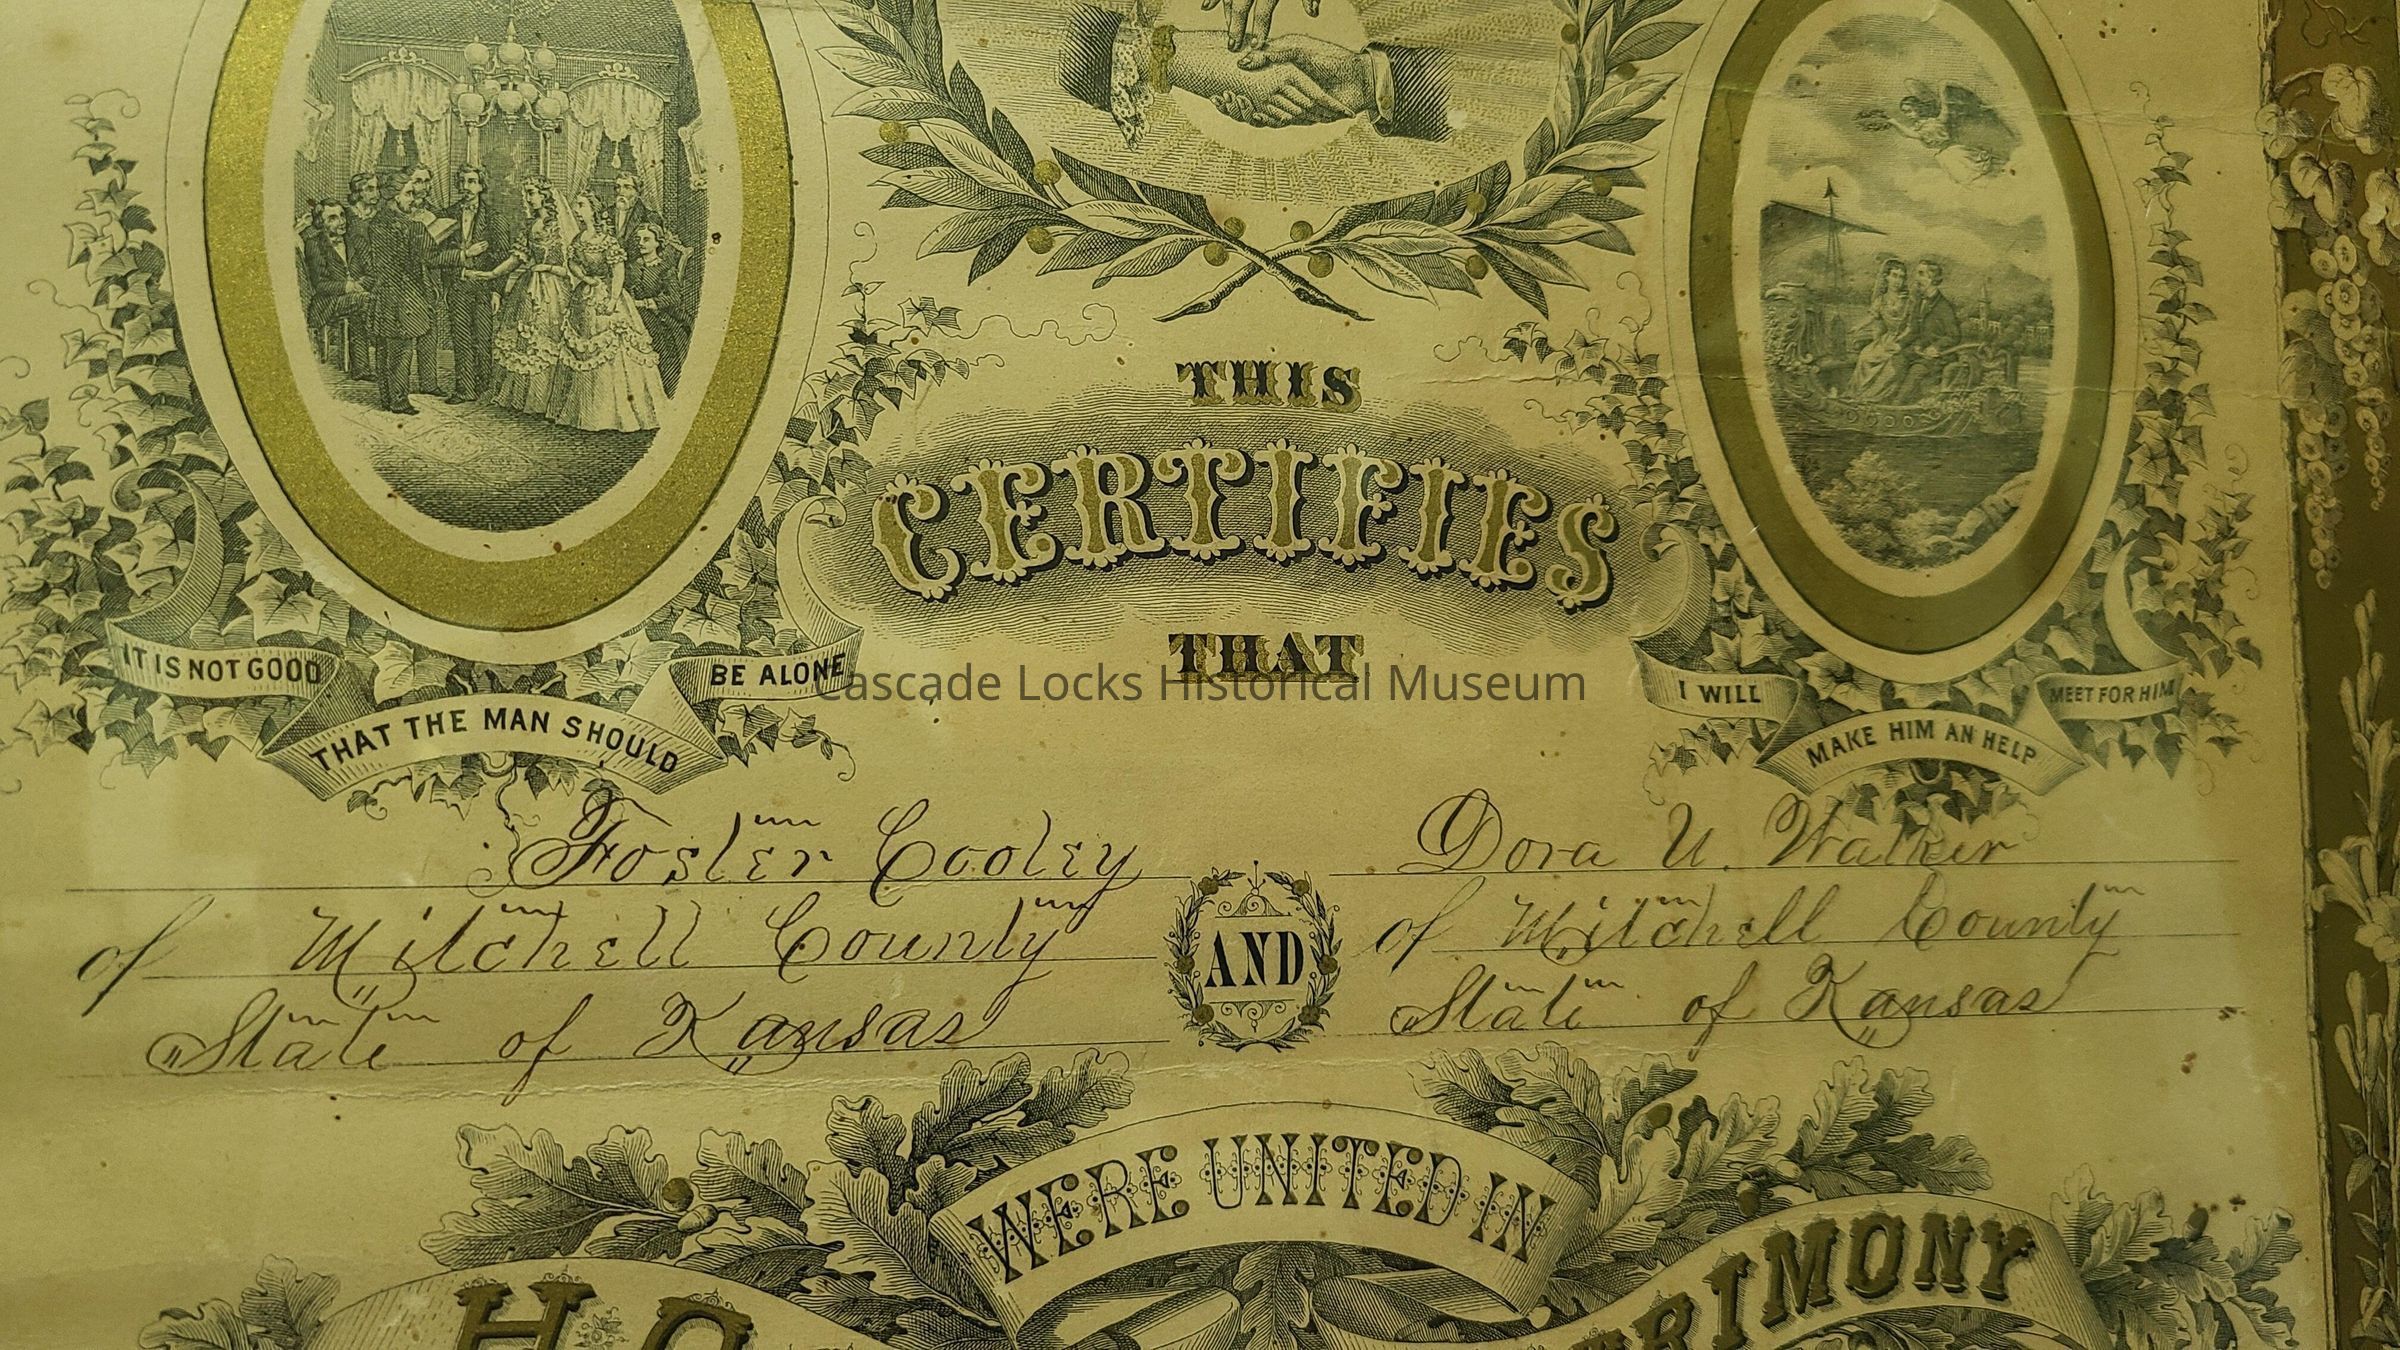 THIS
CERTIFIES
THAT
IT IS NOT GOOD
THAT THE MAN SHOULD
BE ALONE
I WILL
MAKE HIM AN HELP
MEET FOR HIM
Cascade Locks Historical Museum
Foster Cooley
of Mitchell County
State of Kansas
AND
Dora U. Walker
of Mitchell County
State of Kansas
WERE UNITED IN
HO
RIMONY